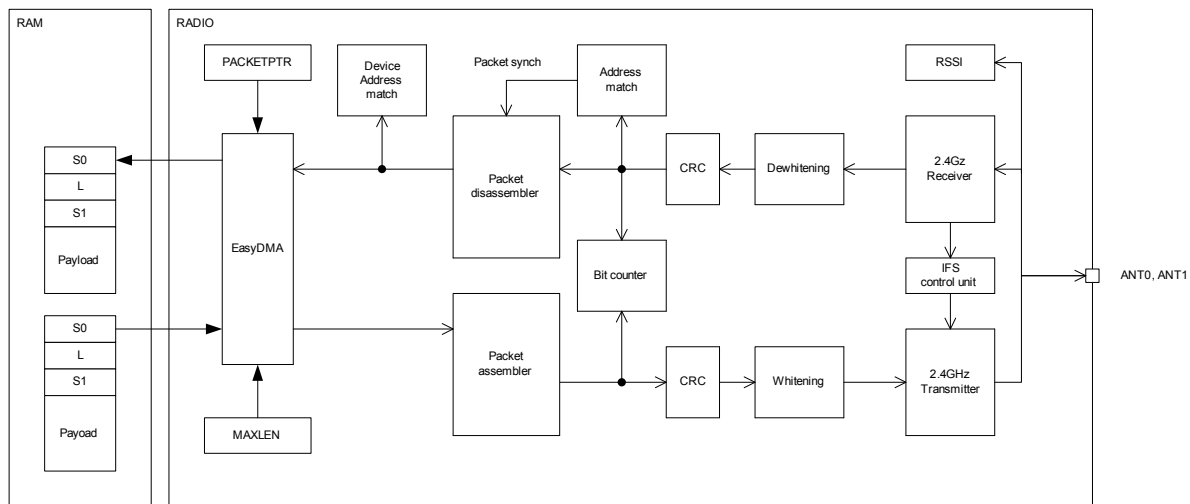 RAM
RADIO
PACKETPTR
Device
Address
match
Packet synch
Address
match
RSSI
S0
L
S1
Payload
EasyDMA
Packet
disassembler
CRC
Dewhitening
2.4Gz
Receiver
Bit counter
IFS
control unit
ANT0, ANT1
S0
L
S1
Payoad
Packet
assembler
CRC
Whitening
2.4GHz
Transmitter
MAXLEN